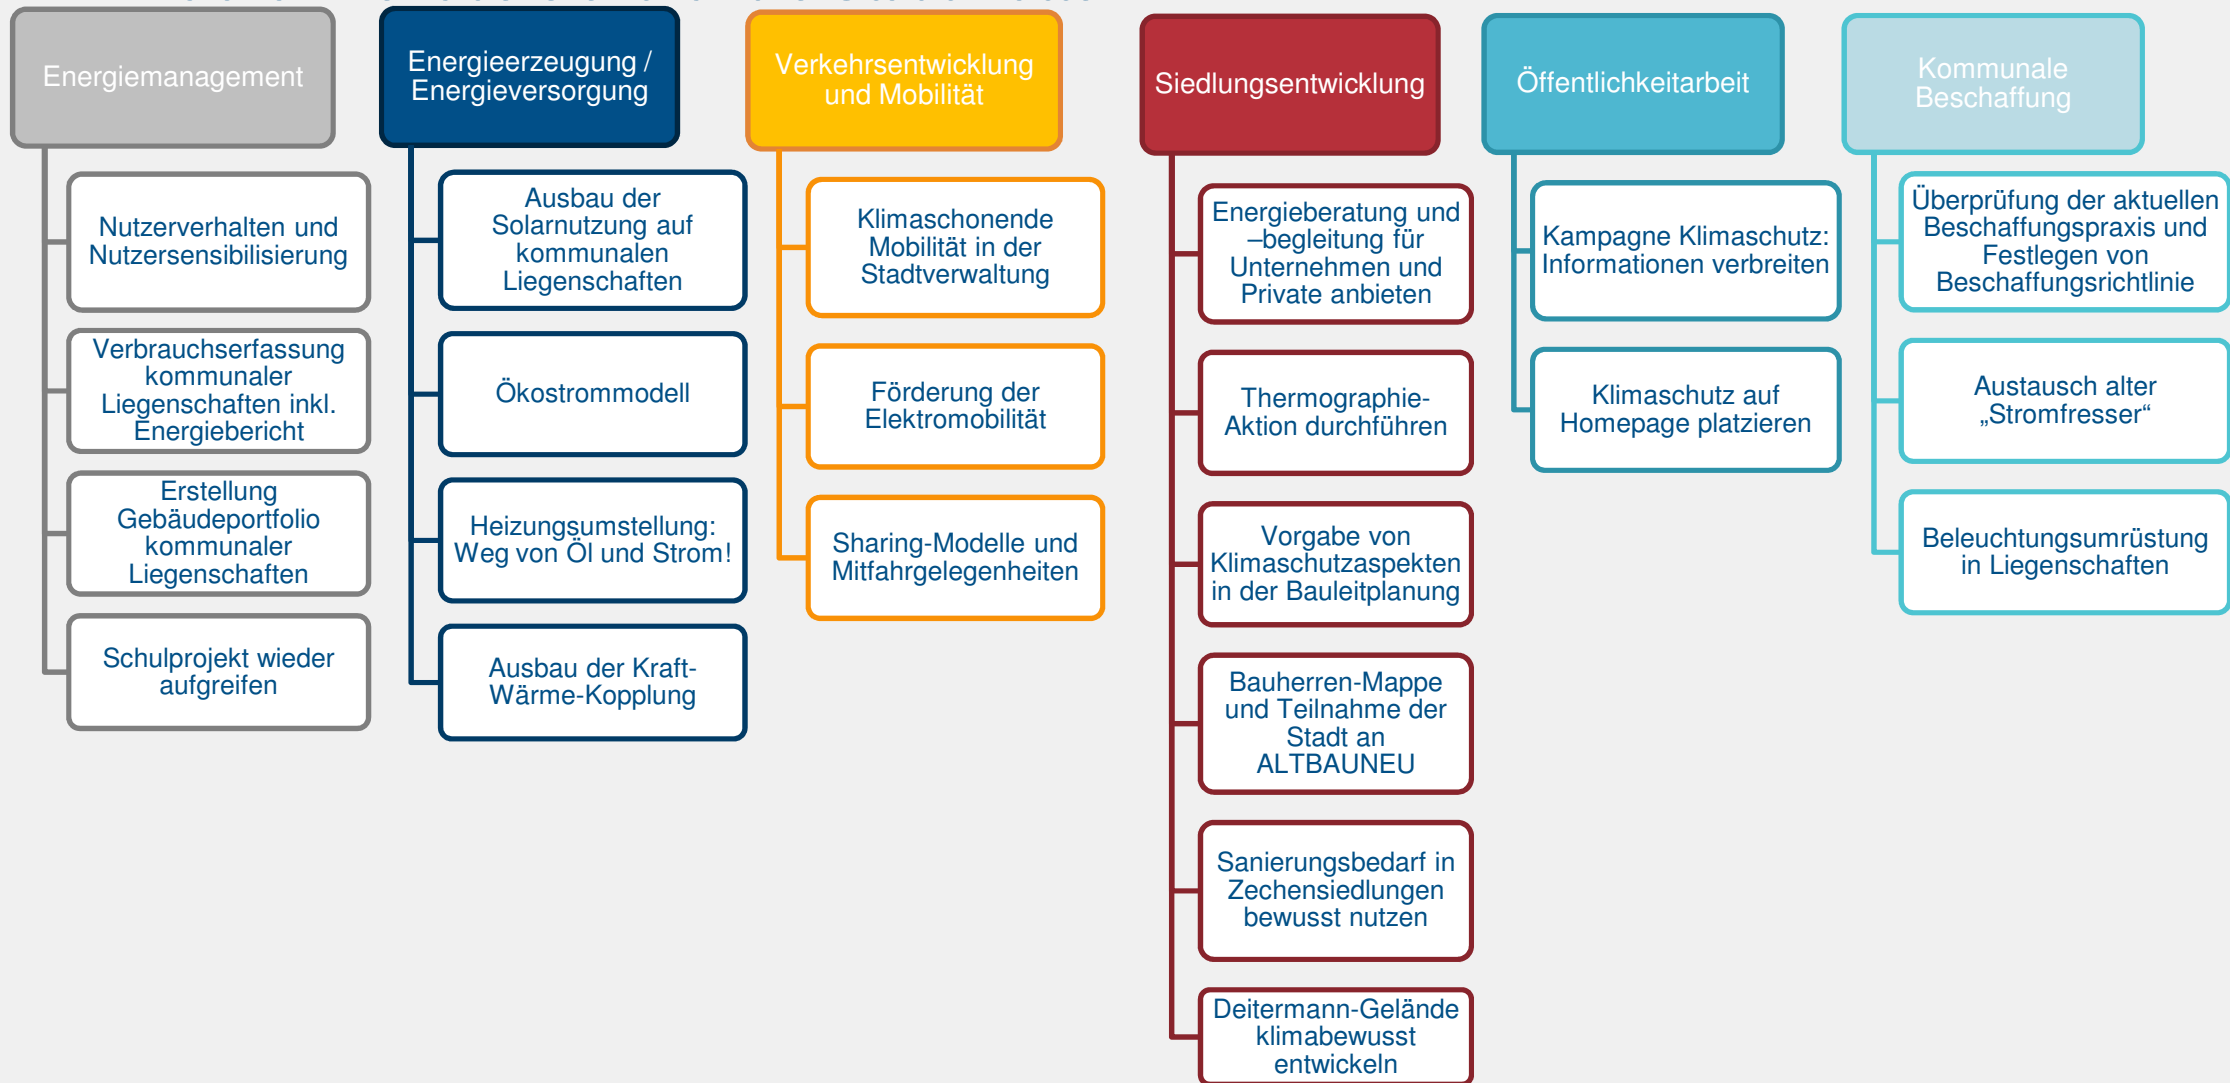 Energiemanagement
Nutzerverhalten und
Nutzersensibilisierung
Verbrauchserfassung
kommunaler
Liegenschaften inkl.
Energiebericht
Erstellung
Gebäudeportfolio
kommunaler
Liegenschaften
Schulprojekt wieder
aufgreifen
Energieerzeugung /
Energieversorgung
Ausbau der
Solarnutzung auf
kommunalen
Liegenschaften
Ökostrommodell
Heizungsumstellung:
Weg von Öl und Strom!
Ausbau der Kraft-
Wärme-Kopplung
Verkehrsentwicklung
und Mobilität
Klimaschonende
Mobilität in der
Stadtverwaltung
Förderung der
Elektromobilität
Sharing-Modelle und
Mitfahrgelegenheiten
Siedlungsentwicklung
Energieberatung und
–begleitung für
Unternehmen und
Private anbieten
Thermographie-
Aktion durchführen
Vorgabe von
Klimaschutzaspekten
in der Bauleitplanung
Bauherren-Mappe
und Teilnahme der
Stadt an
ALTBAUNEU
Sanierungsbedarf in
Zechensiedlungen
bewusst nutzen
Deitermann-Gelände
klimabewusst
entwickeln
Öffentlichkeitarbeit
Kampagne Klimaschutz:
Informationen verbreiten
Klimaschutz auf
Homepage platzieren
Kommunale
Beschaffung
Überprüfung der aktuellen
Beschaffungspraxis und
Festlegen von
Beschaffungsrichtlinie
Austausch alter
„Stromfresser“
Beleuchtungsumrüstung
in Liegenschaften